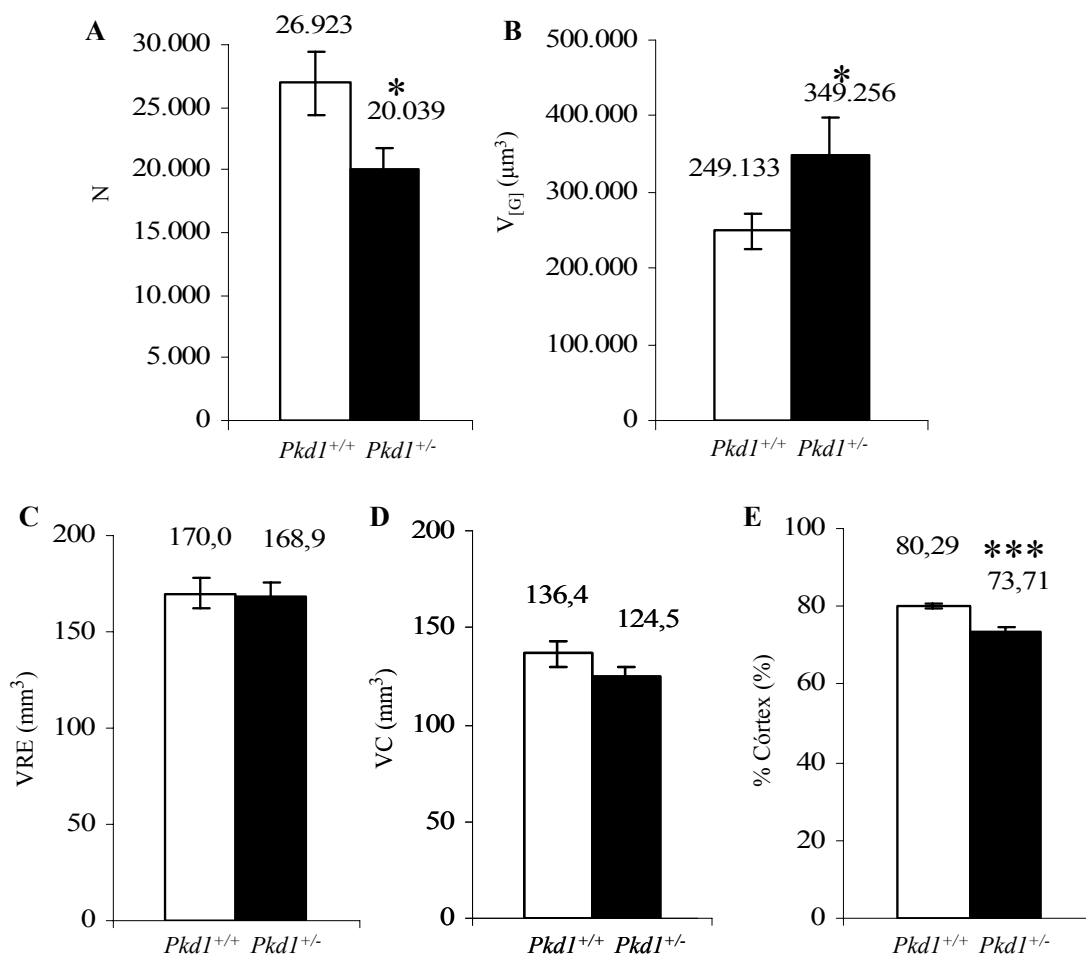 A
N
30.000
25.000
20.000
15.000
10.000
5.000
0
26.923
*
20.039
Pkd1+/+ Pkd1+/-
B
V[G] (µm³)
500.000
400.000
300.000
200.000
100.000
0
249.133
*
349.256
Pkd1+/+ Pkd1+/-
C
VRE (mm³)
200
150
100
50
0
170,0 168,9
Pkd1+/+ Pkd1+/-
D
VC (mm³)
200
150
100
50
0
136,4
124,5
Pkd1+/+ Pkd1+/-
E
% Córtex (%)
100
80
60
40
20
0
80,29
***
73,71
Pkd1+/+ Pkd1+/-